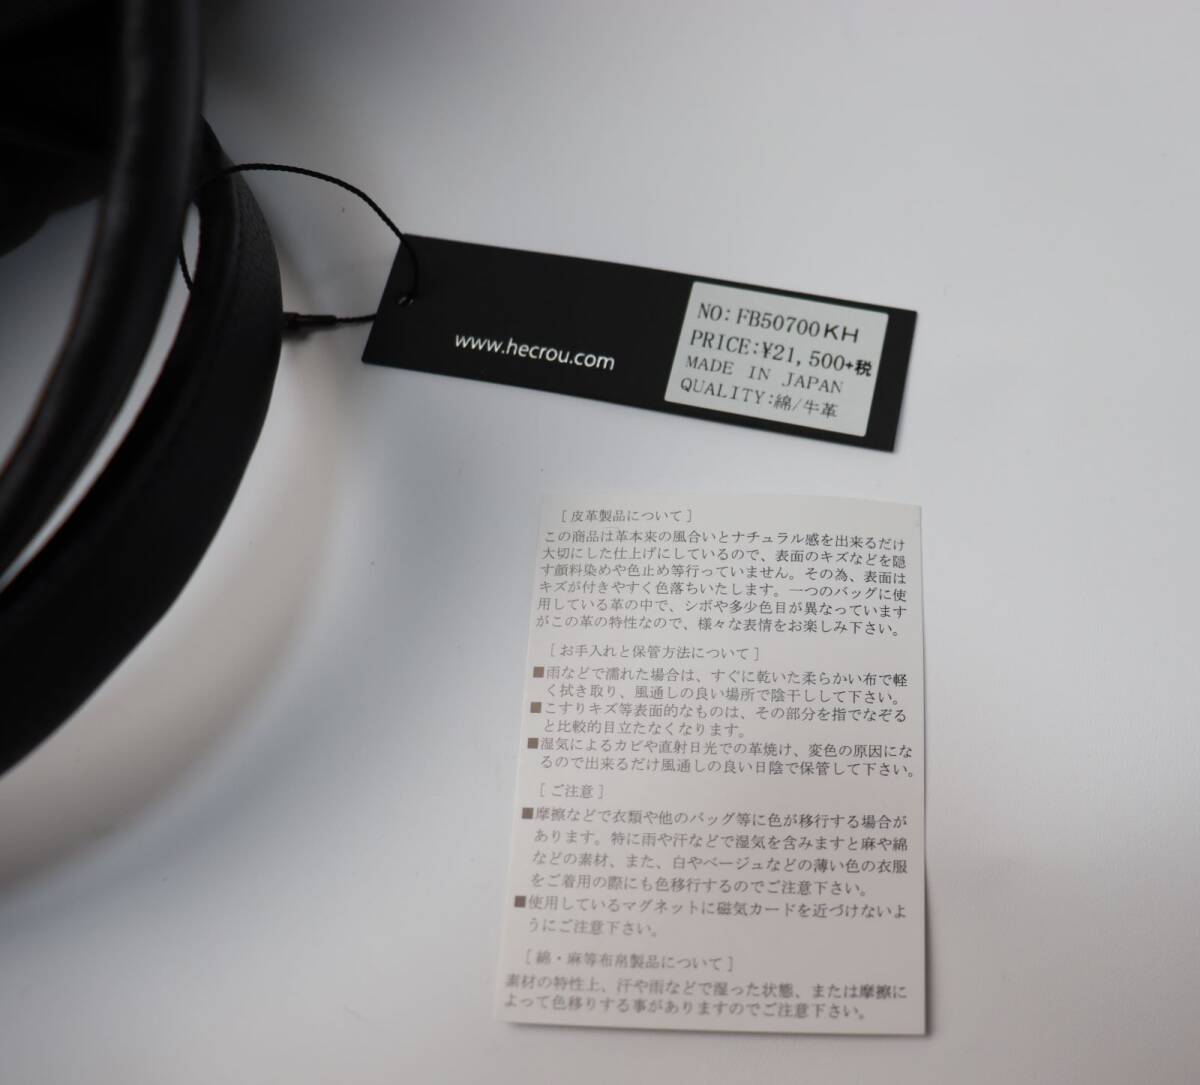 www.hecrou.com
NO:FB50700KH
PRICE:¥21,500+税
MADE IN JAPAN
QUALITY:綿/牛革
[皮革製品について]
この商品は革本来の風合いとナチュラル感を出来るだけ
大切にした仕上げにしているので、表面のキズなどを隠
す顔料染めや色止め等行っていません。その為、表面は
キズが付きやすく色落ちいたします。一つのバッグに使
用している革の中で、シボや多少色目が異なっています
がこの革の特性なので、様々な表情をお楽しみ下さい。
[お手入れと保管方法について]
■雨などで濡れた場合は、すぐに乾いた柔らかい布で軽
く拭き取り、風通しの良い場所で陰干しして下さい。
■こすりキズ等表面的なものは、その部分を指でなぞる
と比較的目立たなくなります。
■湿気によるカビや直射日光での革焼け、変色の原因にな
るので出来るだけ風通しの良い日陰で保管して下さい。
[ご注意]
■摩擦などで衣類や他のバッグ等に色が移行する場合が
あります。特に雨や汗などで湿気を含みますと麻や綿
などの素材、また、白やベージュなどの薄い色の衣服
をご着用の際にも色移行するのでご注意下さい。
■使用しているマグネットに磁気カードを近づけないよ
うにご注意下さい。
[綿・麻等布帛製品について]
素材の特性上、汗や雨などで湿った状態、または摩擦に
よって色移りする事がありますのでご注意下さい。